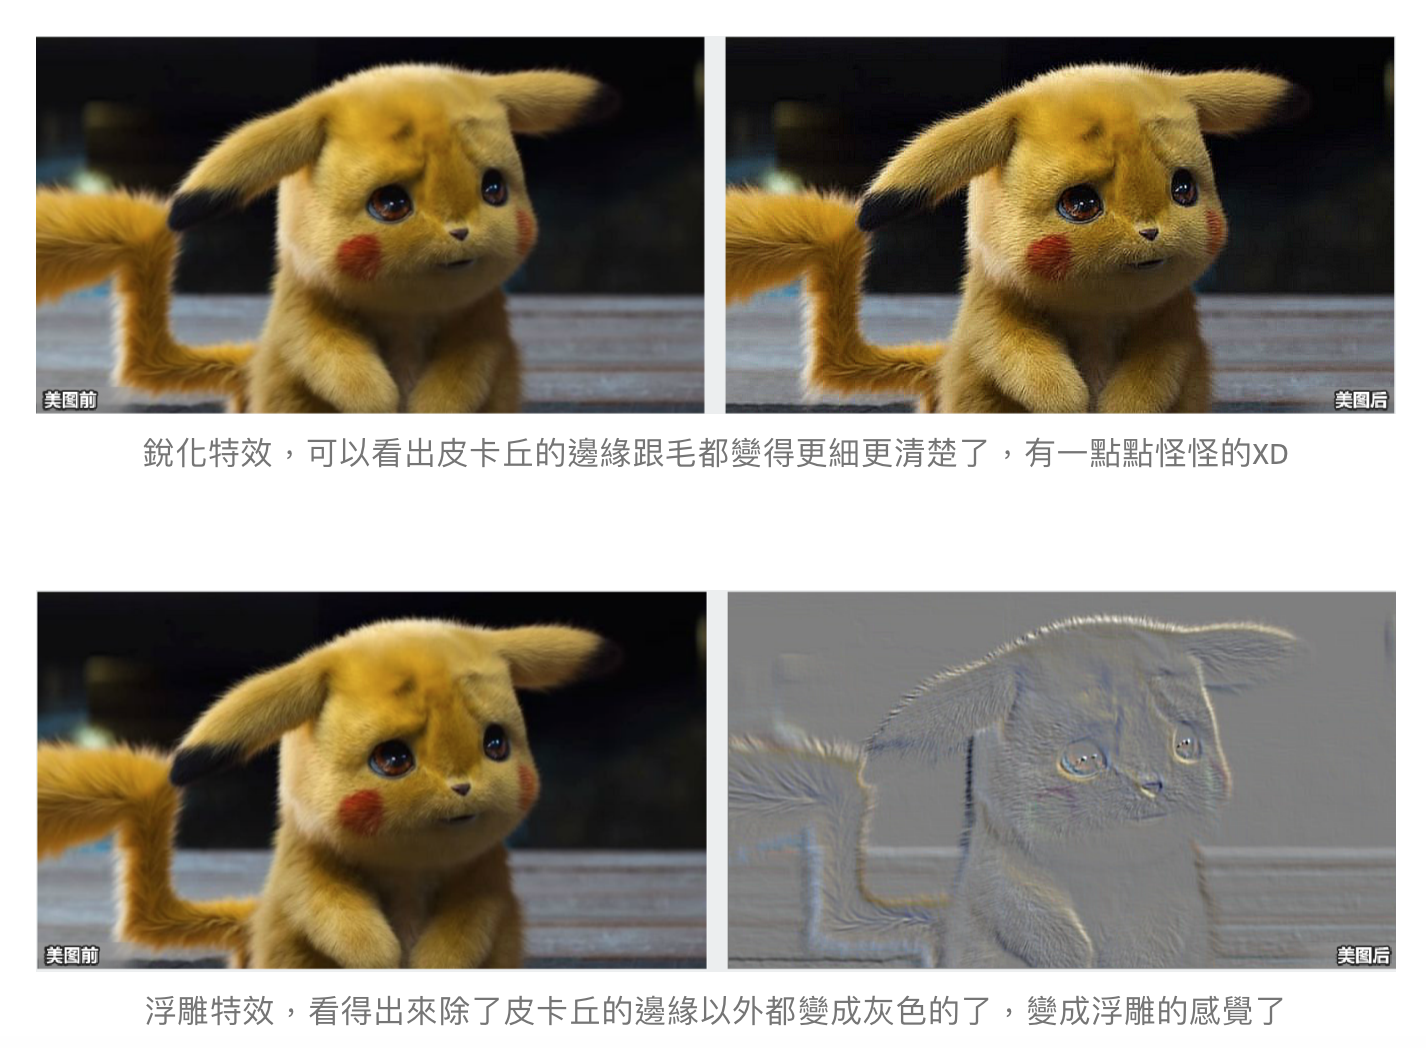 美图前
美图后
銳化特效，可以看出皮卡丘的邊緣跟毛都變得更細更清楚了，有一點點怪怪的XD
美图前
美图后
浮雕特效，看得出來除了皮卡丘的邊緣以外都變成灰色的了，變成浮雕的感覺了